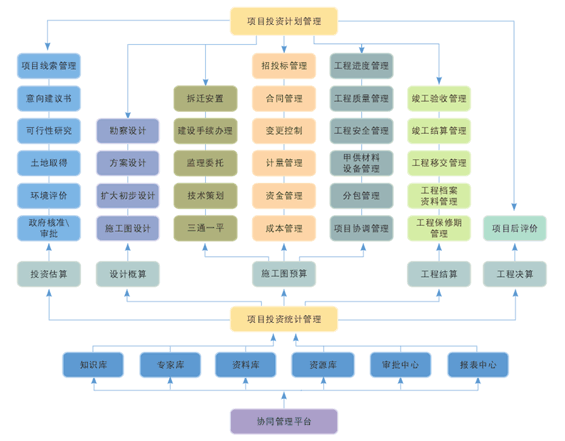 项目投资计划管理
项目线索管理
招投标管理
工程进度管理
意向建议书
拆迁安置
合同管理
工程质量管理
竣工验收管理
可行性研究
勘察设计
建设手续办理
变更控制
工程安全管理
竣工结算管理
土地取得
方案设计
监理委托
计量管理
甲供材料
设备管理
工程移交管理
环境评价
扩大初步设计
技术策划
资金管理
分包管理
工程档案
资料管理
政府核准\
审批
施工图设计
三通一平
成本管理
项目协调管理
工程保修期
管理
项目后评价
投资估算
设计概算
施工图预算
工程结算
工程决算
项目投资统计管理
知识库
专家库
资料库
资源库
审批中心
报表中心
协同管理平台